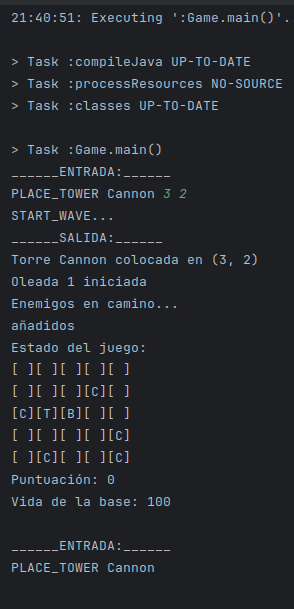 21:40:51: Executing ':Game.main()'..
> Task :compileJava UP-TO-DATE
> Task :processResources NO-SOURCE
> Task :classes UP-TO-DATE
> Task :Game.main()
______ENTRADA:______
PLACE_TOWER Cannon 3 2
START_WAVE...
______SALIDA:______
Torre Cannon colocada en (3, 2)
Oleada 1 iniciada
Enemigos en camino...
añadidos
Estado del juego:
[ ][ ][ ][ ][ ]
[ ][ ][ ][C][ ]
[C][T][B][ ][ ]
[ ][ ][ ][ ][C]
[ ][C][ ][ ][C]
Puntuación: 0
Vida de la base: 100
______ENTRADA:______
PLACE_TOWER Cannon